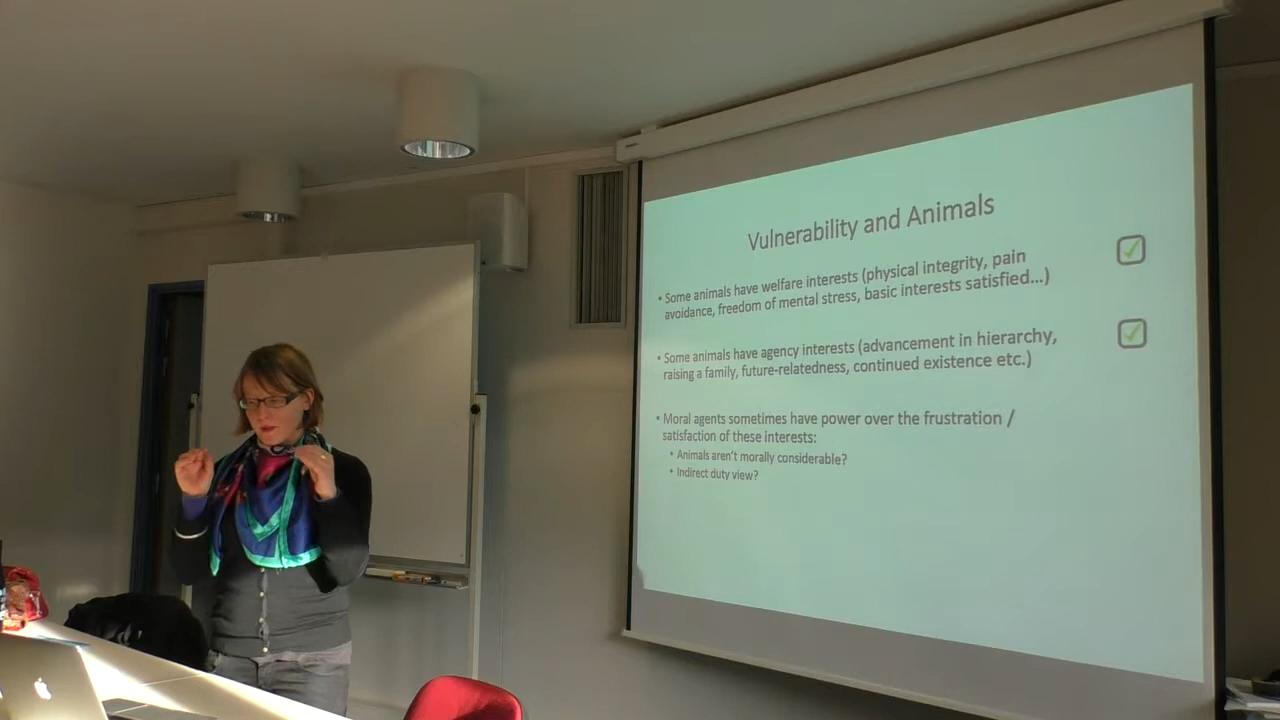 Vulnerability and Animals
• Some animals have welfare interests (physical integrity, pain
avoidance, freedom of mental stress, basic interests satisfied...)
• Some animals have agency interests (advancement in hierarchy,
raising a family, future-relatedness, continued existence etc.)
• Moral agents sometimes have power over the frustration /
satisfaction of these interests:
• Animals aren't morally considerable?
• Indirect duty view?